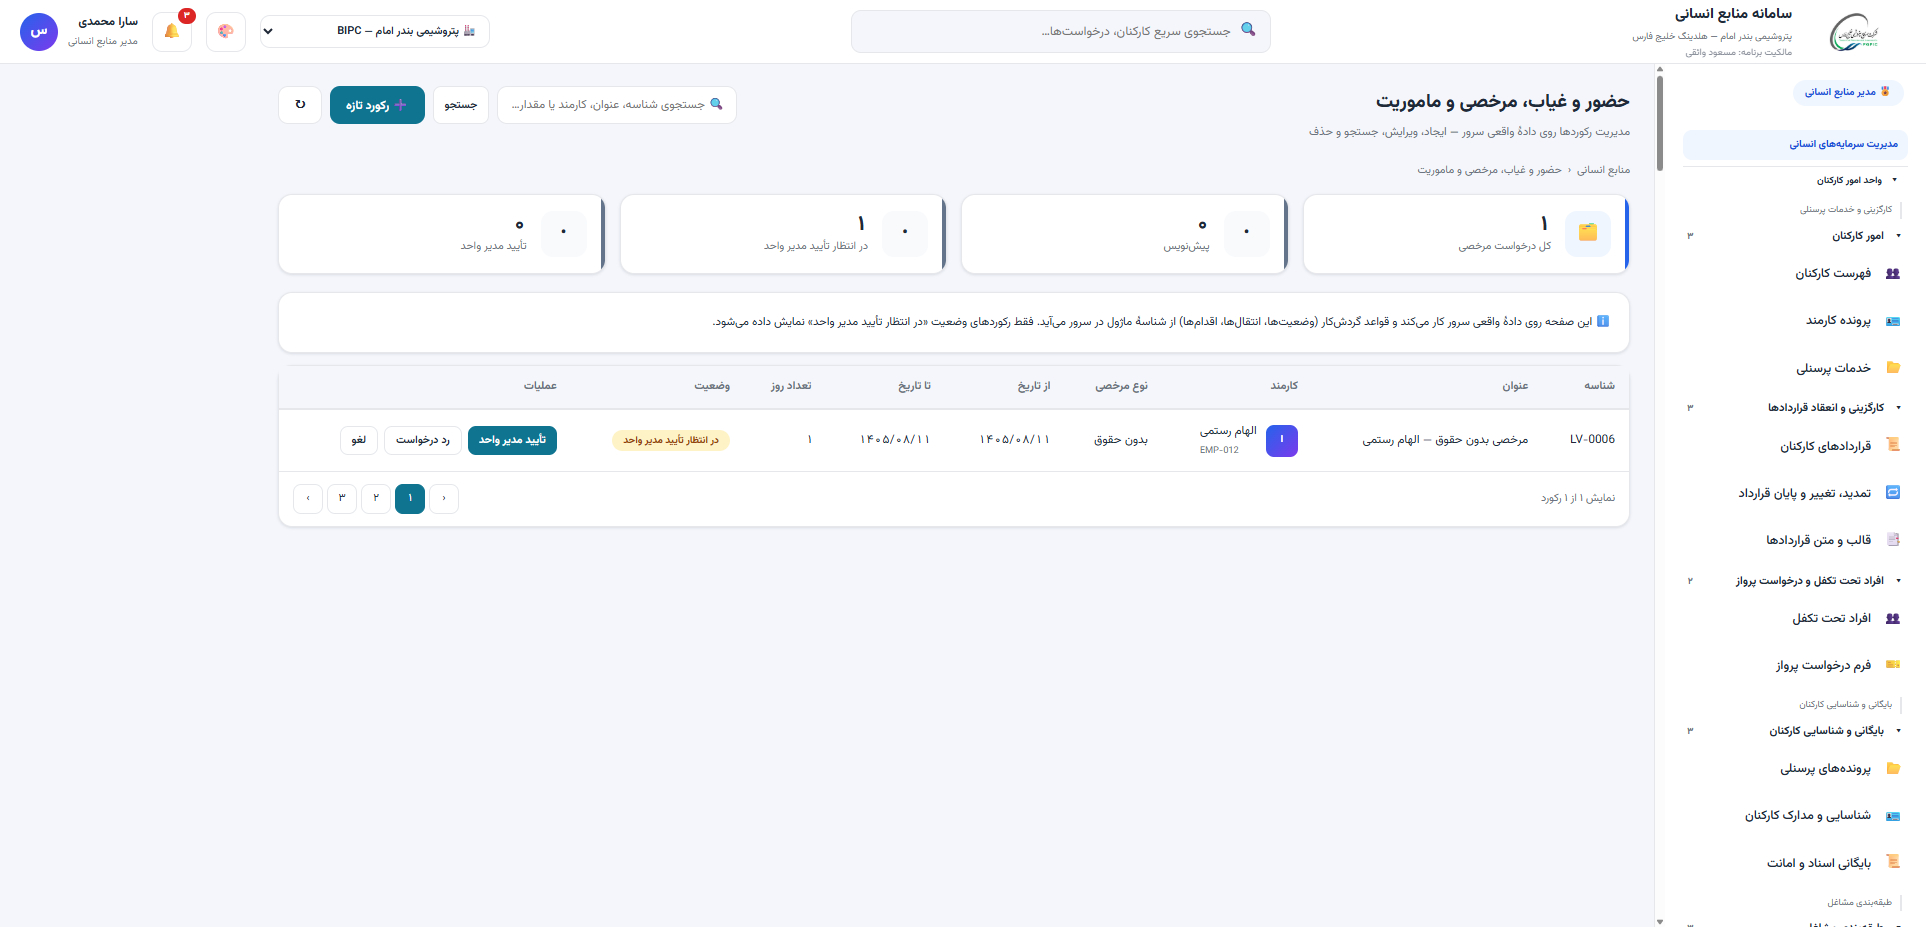 سامانه منابع انسانی
پتروشیمی بندر امام – هلدینگ خلیج فارس
مالکیت برنامه: مسعود واثقی
جستجوی سریع کارکنان، درخواست‌ها...
پتروشیمی بندر امام – BIPC
۳
سارا محمدی
مدیر منابع انسانی
س
مدیر منابع انسانی
مدیریت سرمایه‌های انسانی
واحد امور کارکنان
کارگزینی و خدمات پرسنلی
امور کارکنان ۳
فهرست کارکنان
پرونده کارمند
خدمات پرسنلی
کارگزینی و انعقاد قراردادها ۳
قراردادهای کارکنان
تمدید، تغییر و پایان قرارداد
قالب و متن قراردادها
افراد تحت تکفل و درخواست پرواز ۲
افراد تحت تکفل
فرم درخواست پرواز
بایگانی و شناسایی کارکنان
بایگانی و شناسایی کارکنان ۳
پرونده‌های پرسنلی
شناسایی و مدارک کارکنان
بایگانی اسناد و امانت
طبقه‌بندی مشاغل
حضور و غیاب، مرخصی و ماموریت
مدیریت رکوردها روی دادهٔ واقعی سرور – ایجاد، ویرایش، جستجو و حذف
جستجوی شناسه، عنوان، کارمند یا مقدار...
جستجو
رکورد تازه
منابع انسانی › حضور و غیاب، مرخصی و ماموریت
۱
کل درخواست مرخصی
۰
پیش‌نویس
۱
در انتظار تأیید مدیر واحد
۰
تأیید مدیر واحد
این صفحه روی دادهٔ واقعی سرور کار می‌کند و قواعد گردش‌کار (وضعیت‌ها، انتقال‌ها، اقدام‌ها) از شناسهٔ ماژول در سرور می‌آید. فقط رکوردهای وضعیت «در انتظار تأیید مدیر واحد» نمایش داده می‌شود.
شناسه عنوان کارمند نوع مرخصی از تاریخ تا تاریخ تعداد روز وضعیت عملیات
LV-0006 مرخصی بدون حقوق – الهام رستمی ا الهام رستمی EMP-012 بدون حقوق ۱۴۰۵/۰۸/۱۱ ۱۴۰۵/۰۸/۱۱ ۱ در انتظار تأیید مدیر واحد تأیید مدیر واحد رد درخواست لغو
نمایش ۱ از ۱ رکورد
‹ ۱ ۲ ۳ ›